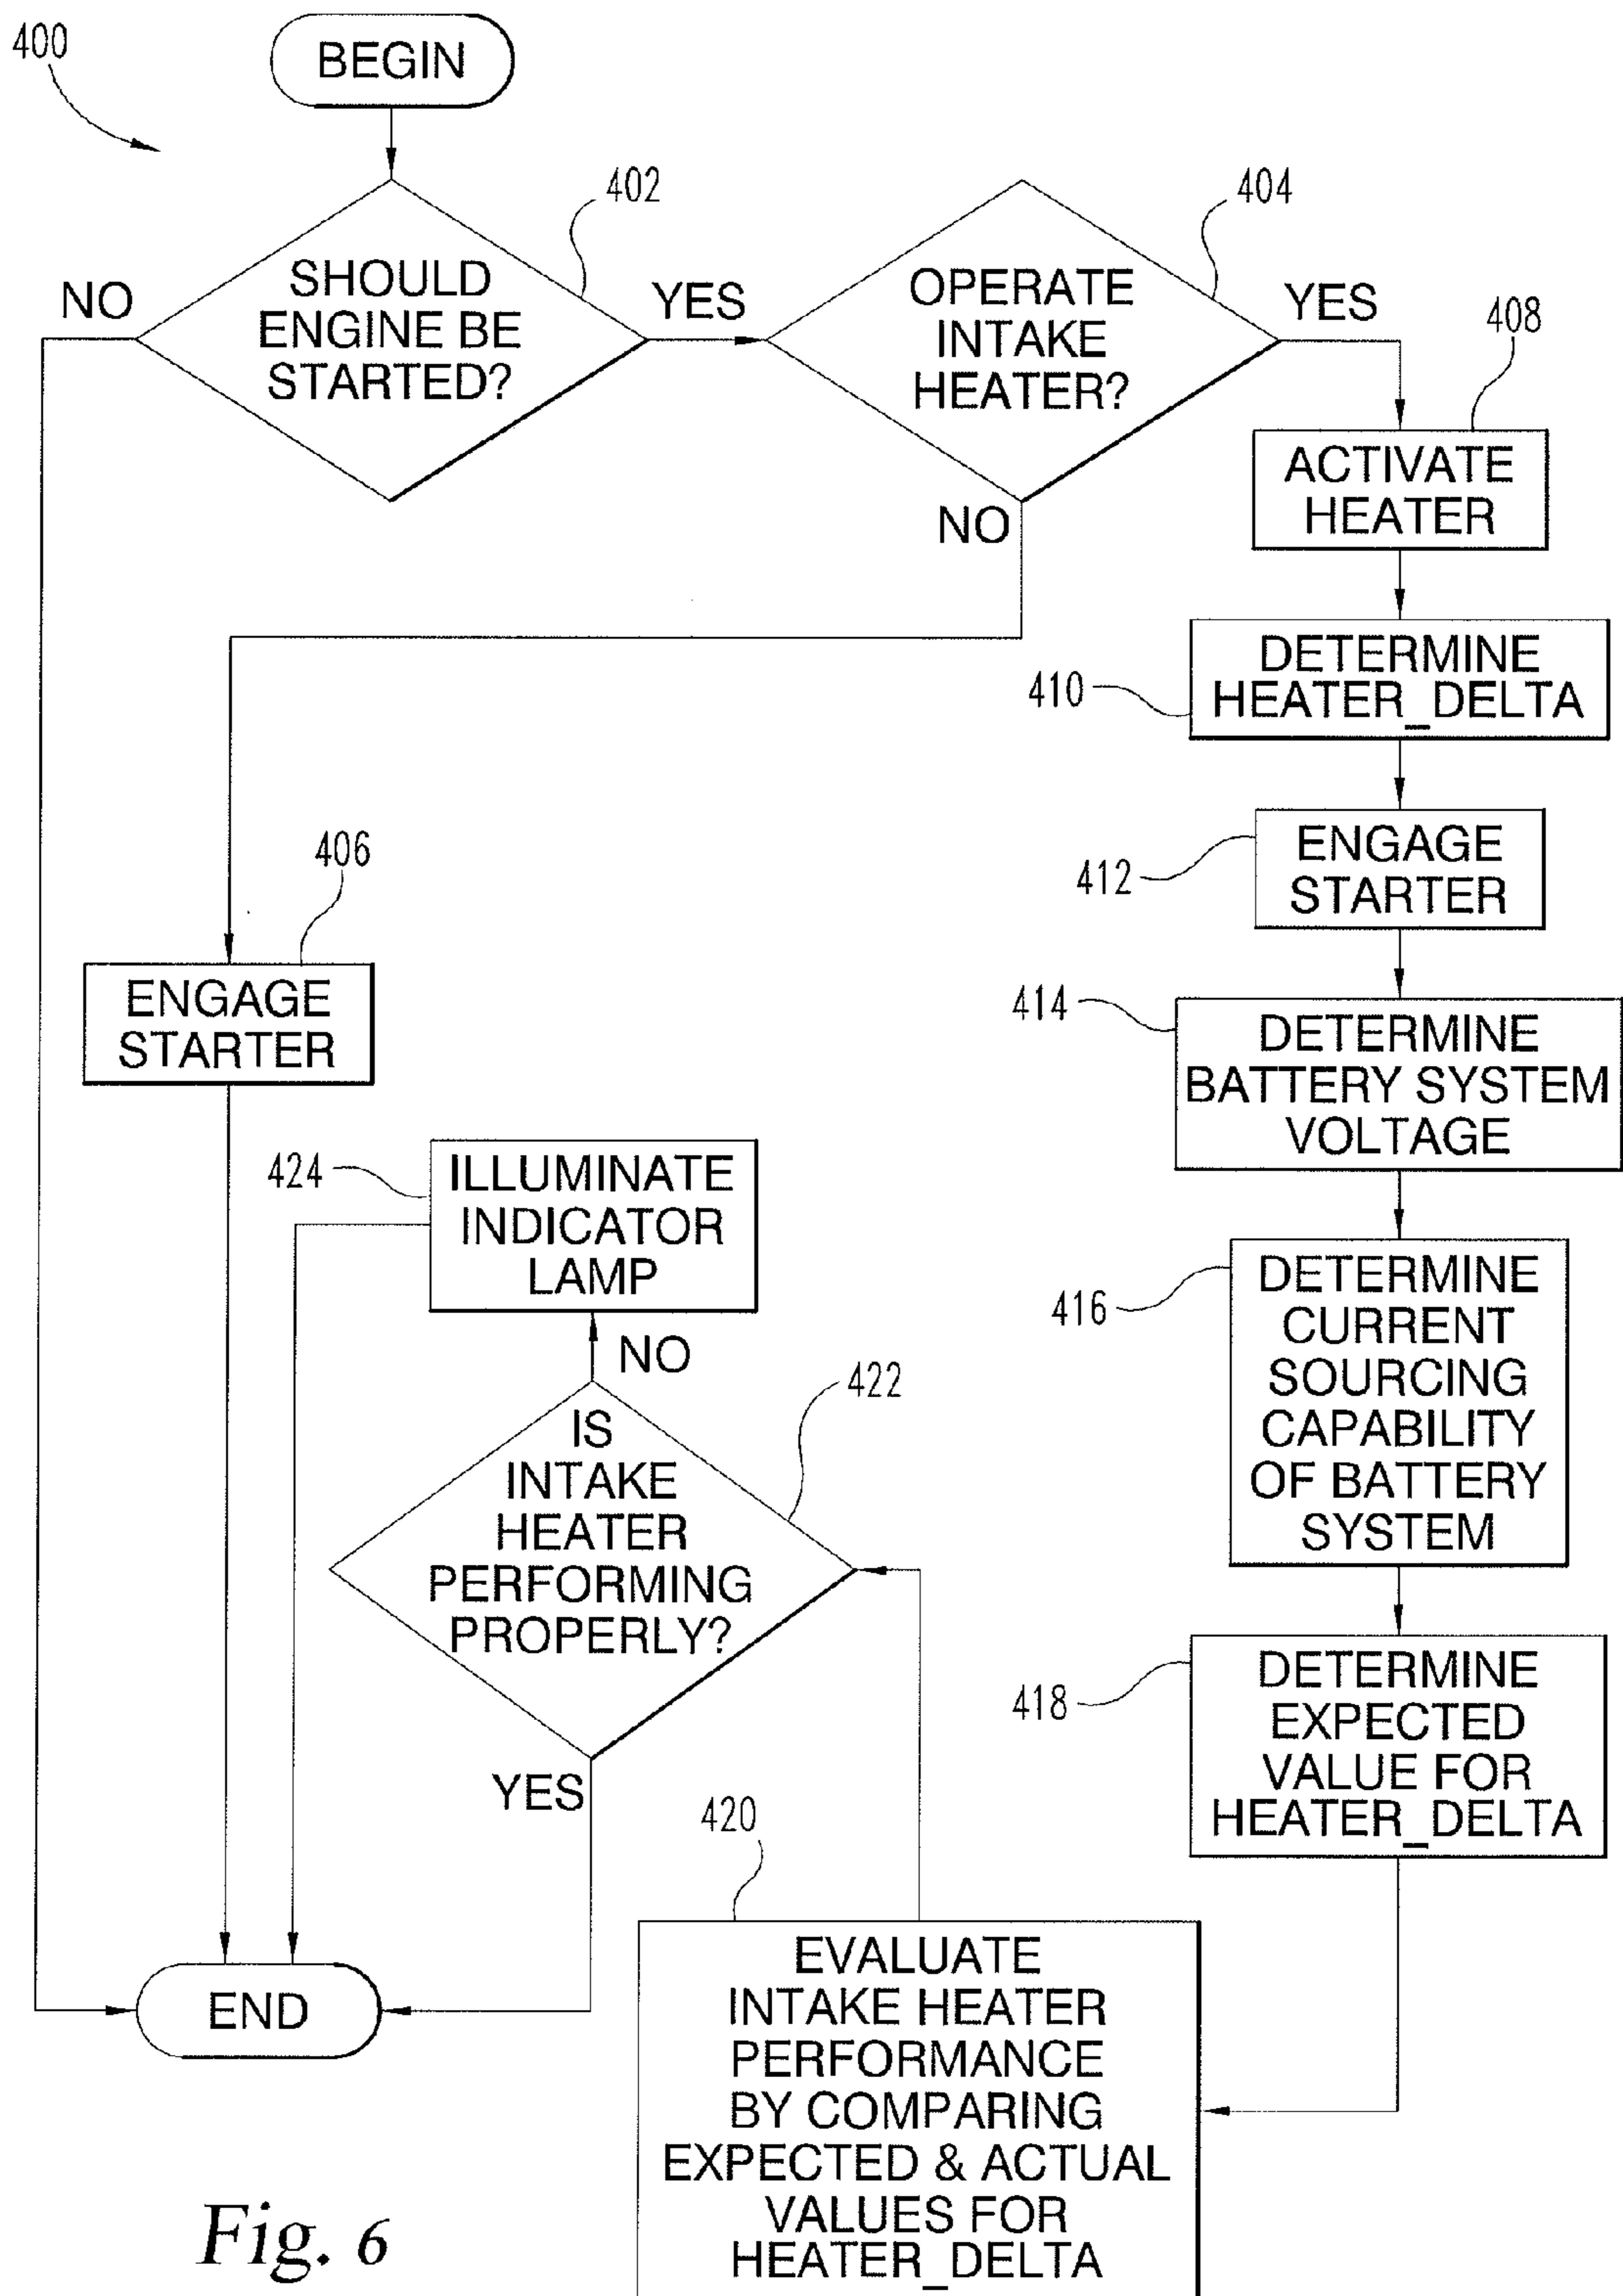 400
BEGIN
402
SHOULD
ENGINE BE
STARTED?
NO
YES
404
OPERATE
INTAKE
HEATER?
YES
NO
408
ACTIVATE
HEATER
410
DETERMINE
HEATER_DELTA
412
ENGAGE
STARTER
406
ENGAGE
STARTER
414
DETERMINE
BATTERY SYSTEM
VOLTAGE
416
DETERMINE
CURRENT
SOURCING
CAPABILITY
OF BATTERY
SYSTEM
418
DETERMINE
EXPECTED
VALUE FOR
HEATER_DELTA
420
EVALUATE
INTAKE HEATER
PERFORMANCE
BY COMPARING
EXPECTED & ACTUAL
VALUES FOR
HEATER_DELTA
422
IS
INTAKE
HEATER
PERFORMING
PROPERLY?
NO
YES
424
ILLUMINATE
INDICATOR
LAMP
END
Fig. 6